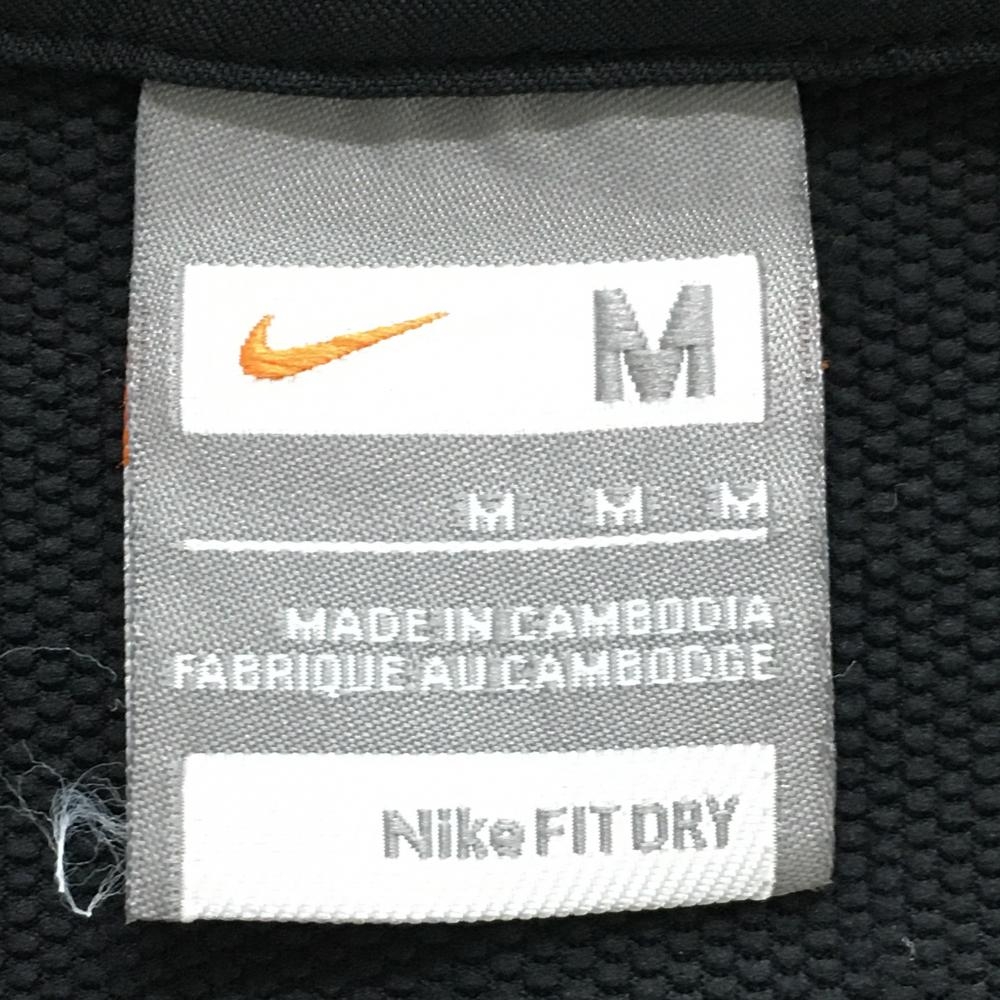 M
M M M
MADE IN CAMBODIA
FABRIQUE AU CAMBODGE
Nike FIT DRY